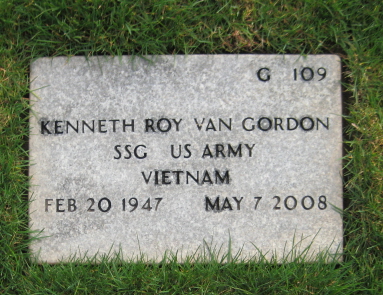 G 109
KENNETH ROY VAN GORDON
SSG US ARMY
VIETNAM
FEB 20 1947 MAY 7 2008